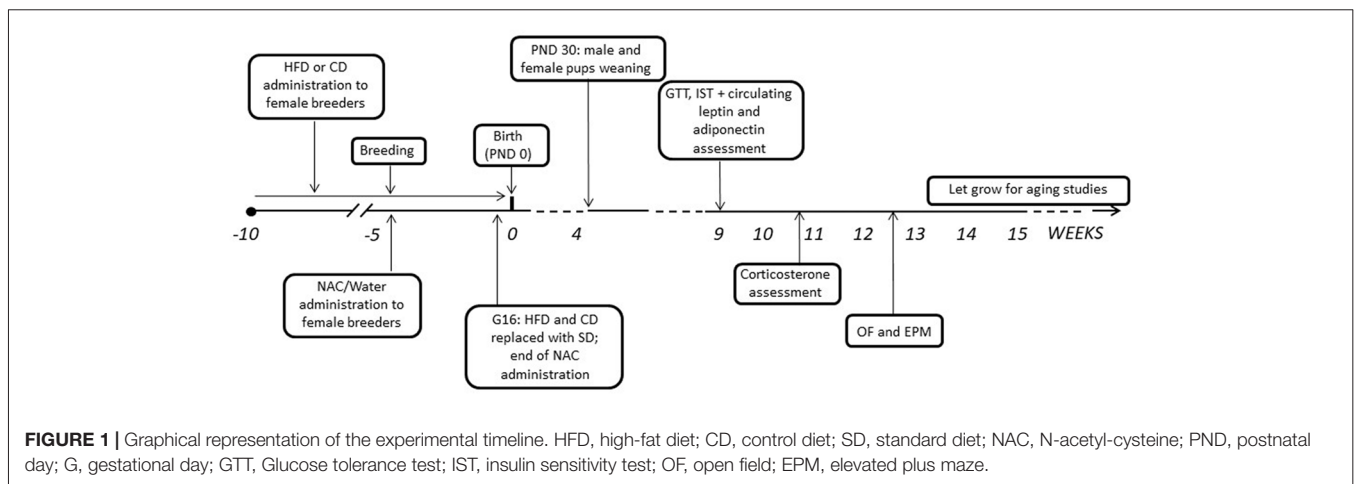 HFD or CD
administration to
female breeders
Breeding
Birth
(PND 0)
PND 30: male and
female pups weaning
GTT, IST + circulating
leptin and
adiponectin
assessment
Let grow for aging studies
-10 -5 0 4 9 10 11 12 13 14 15 WEEKS
NAC/Water
administration to
female breeders
G16: HFD and CD
replaced with SD;
end of NAC
administration
Corticosterone
assessment
OF and EPM
FIGURE 1 | Graphical representation of the experimental timeline. HFD, high-fat diet; CD, control diet; SD, standard diet; NAC, N-acetyl-cysteine; PND, postnatal
day; G, gestational day; GTT, Glucose tolerance test; IST, insulin sensitivity test; OF, open field; EPM, elevated plus maze.